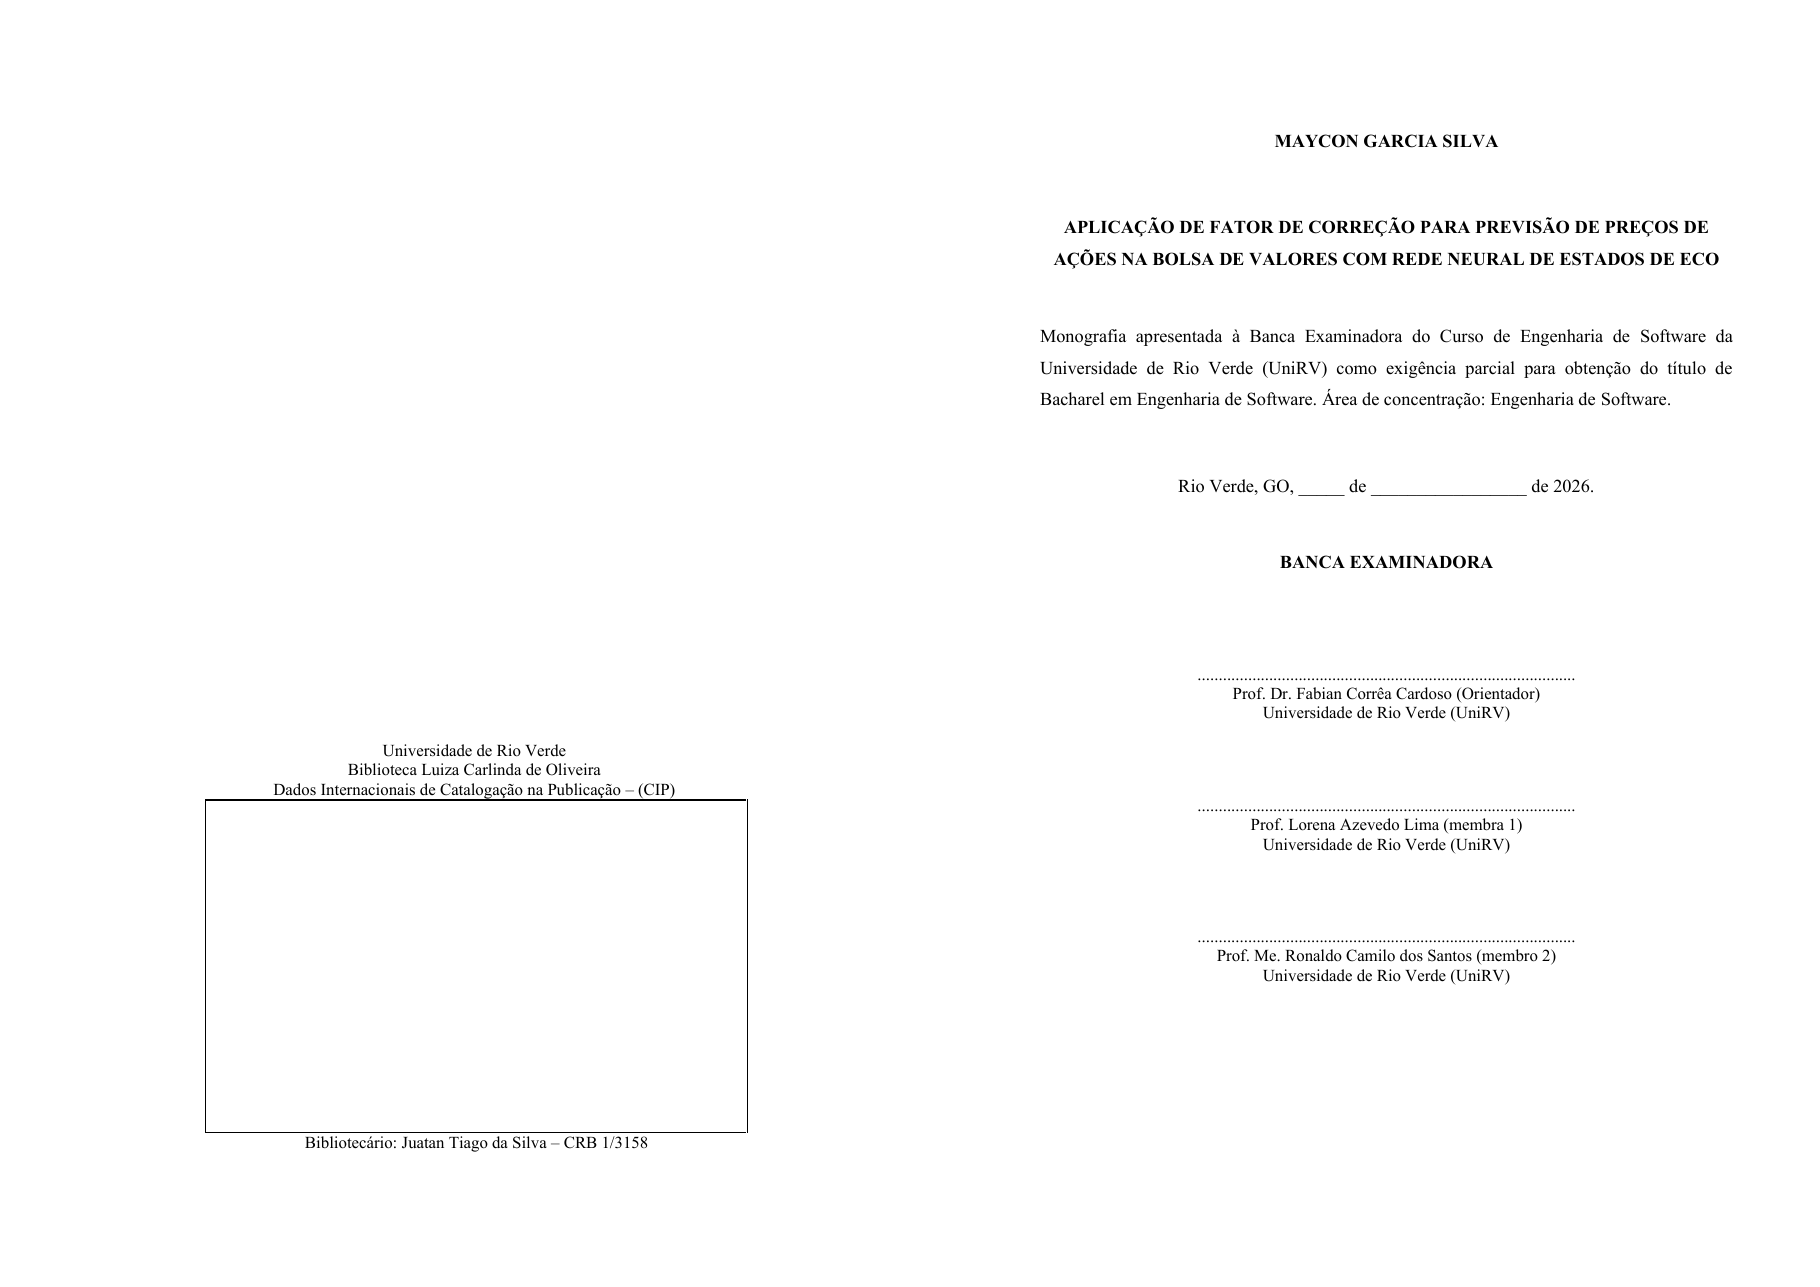 Universidade de Rio Verde
Biblioteca Luiza Carlinda de Oliveira
Dados Internacionais de Catalogação na Publicação – (CIP)
Bibliotecário: Juatan Tiago da Silva – CRB 1/3158
MAYCON GARCIA SILVA
APLICAÇÃO DE FATOR DE CORREÇÃO PARA PREVISÃO DE PREÇOS DE
AÇÕES NA BOLSA DE VALORES COM REDE NEURAL DE ESTADOS DE ECO
Monografia apresentada à Banca Examinadora do Curso de Engenharia de Software da
Universidade de Rio Verde (UniRV) como exigência parcial para obtenção do título de
Bacharel em Engenharia de Software. Área de concentração: Engenharia de Software.
Rio Verde, GO, _____ de _________________ de 2026.
BANCA EXAMINADORA
..........................................................................................
Prof. Dr. Fabian Corrêa Cardoso (Orientador)
Universidade de Rio Verde (UniRV)
..........................................................................................
Prof. Lorena Azevedo Lima (membra 1)
Universidade de Rio Verde (UniRV)
..........................................................................................
Prof. Me. Ronaldo Camilo dos Santos (membro 2)
Universidade de Rio Verde (UniRV)